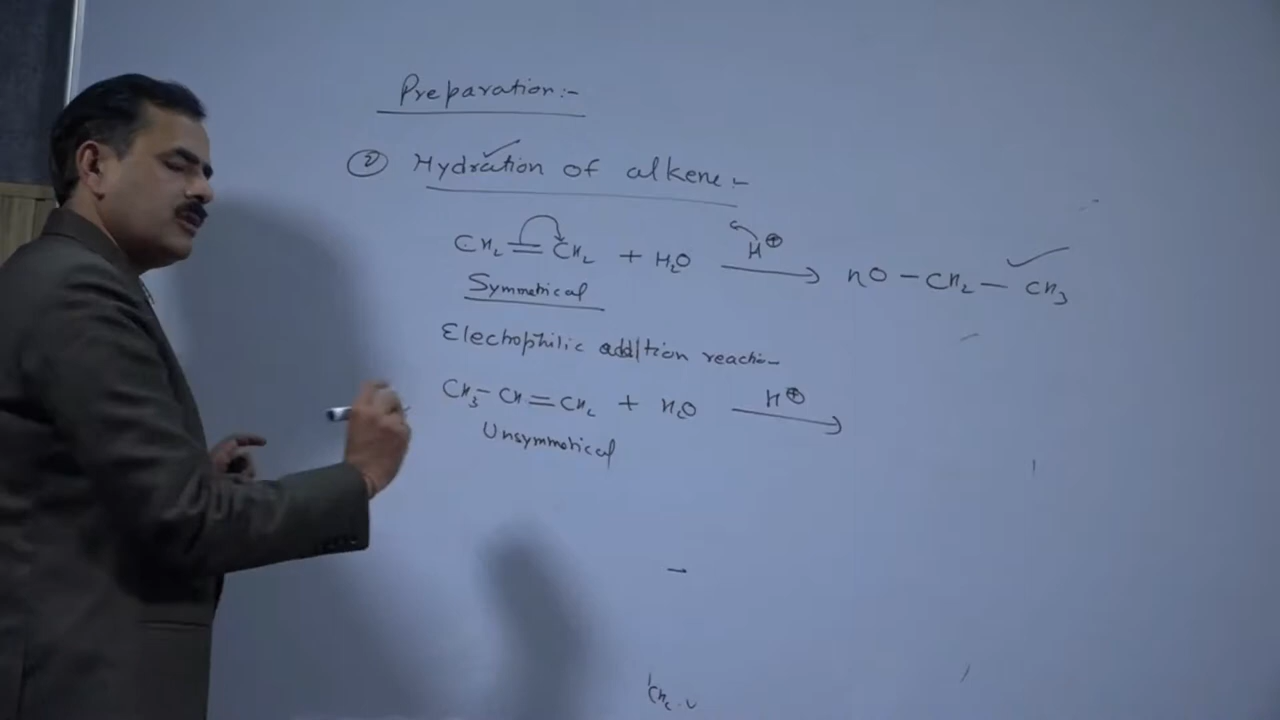 Preparation:-
② Hydration of alkene:-
CH₂=CH₂ + H₂O H⊕ → HO-CH₂-CH₃
Symmetrical
Electrophilic addition reaction
CH₃-CH=CH₂ + H₂O H⊕ →
Unsymmetrical